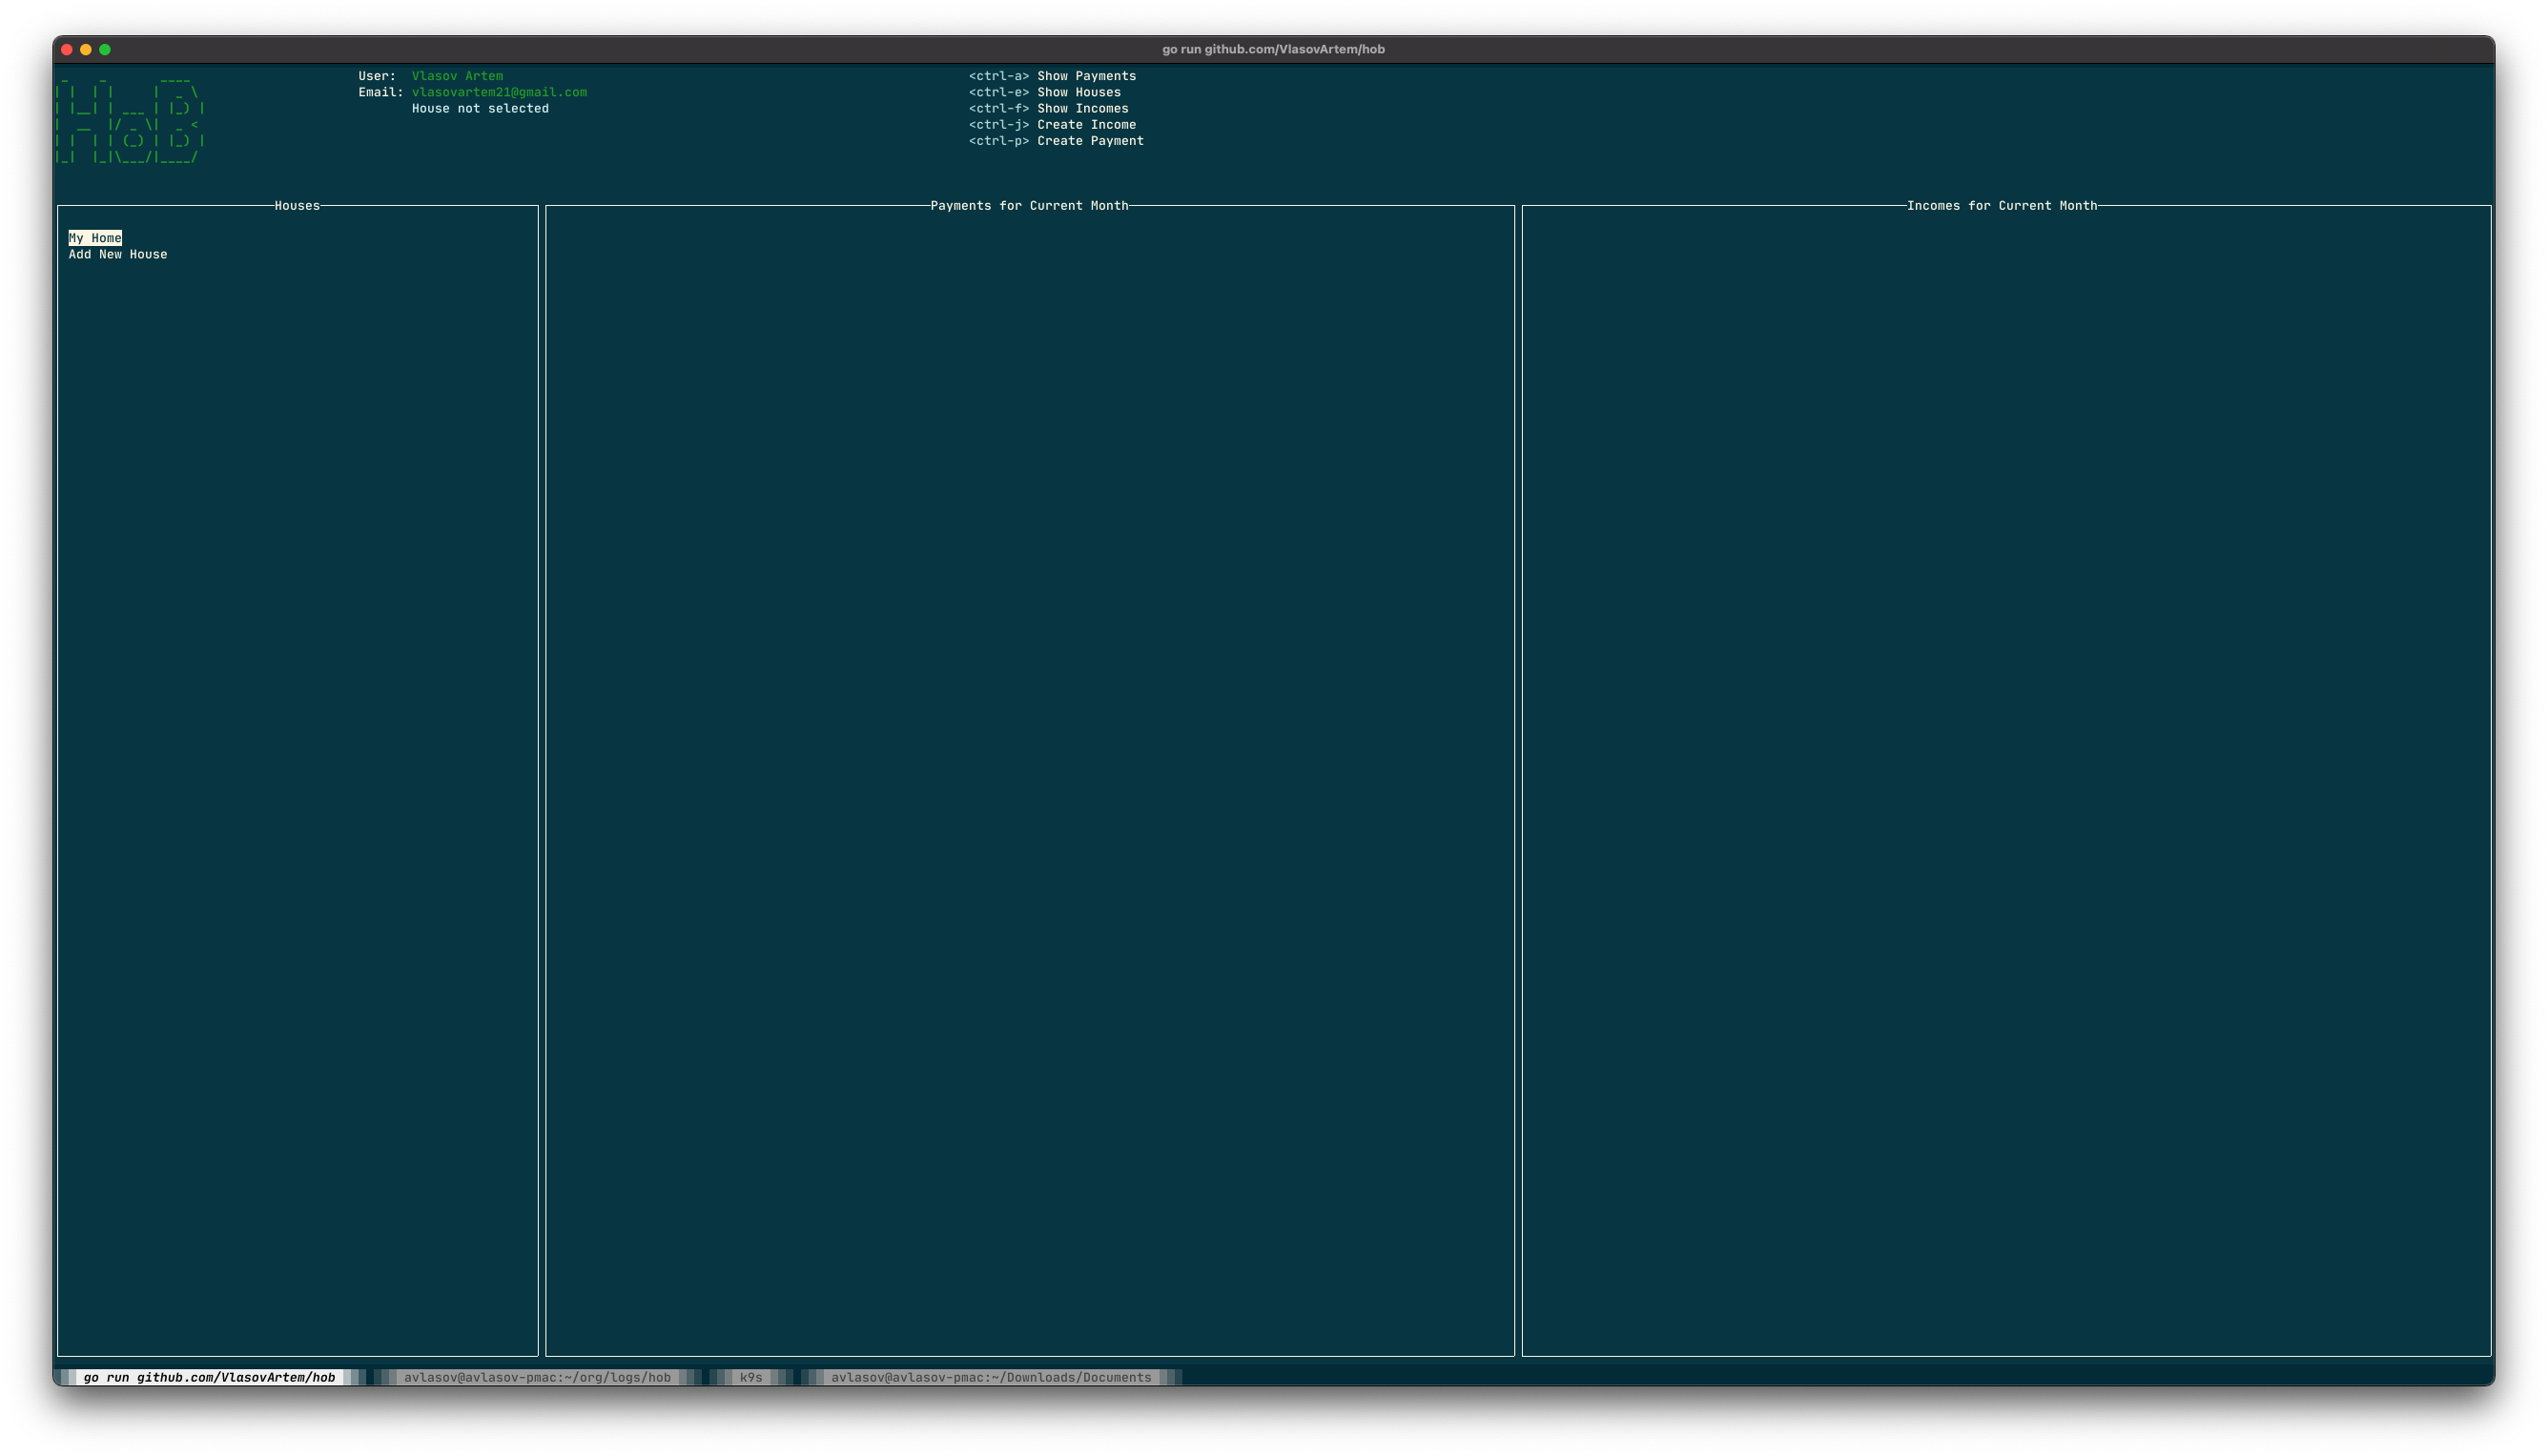 go run github.com/VlasovArtem/hob
HoB
User: Vlasov Artem
Email: vlasovartem21@gmail.com
House not selected
<ctrl-a> Show Payments
<ctrl-e> Show Houses
<ctrl-f> Show Incomes
<ctrl-j> Create Income
<ctrl-p> Create Payment
Houses
My Home
Add New House
Payments for Current Month
Incomes for Current Month
go run github.com/VlasovArtem/hob avlasov@avlasov-pmac:~/org/logs/hob k9s avlasov@avlasov-pmac:~/Downloads/Documents